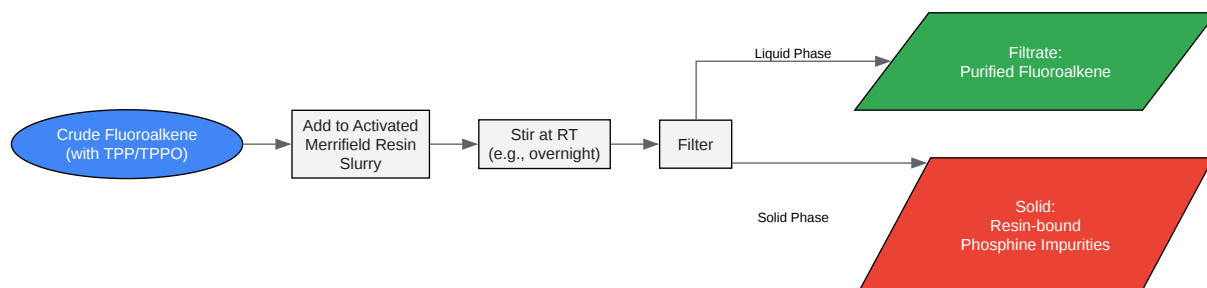 Crude Fluoroalkene
(with TPP/TPPO)
Add to Activated
Merrifield Resin
Slurry
Stir at RT
(e.g., overnight)
Filter
Liquid Phase
Filtrate:
Purified Fluoroalkene
Solid Phase
Solid:
Resin-bound
Phosphine Impurities